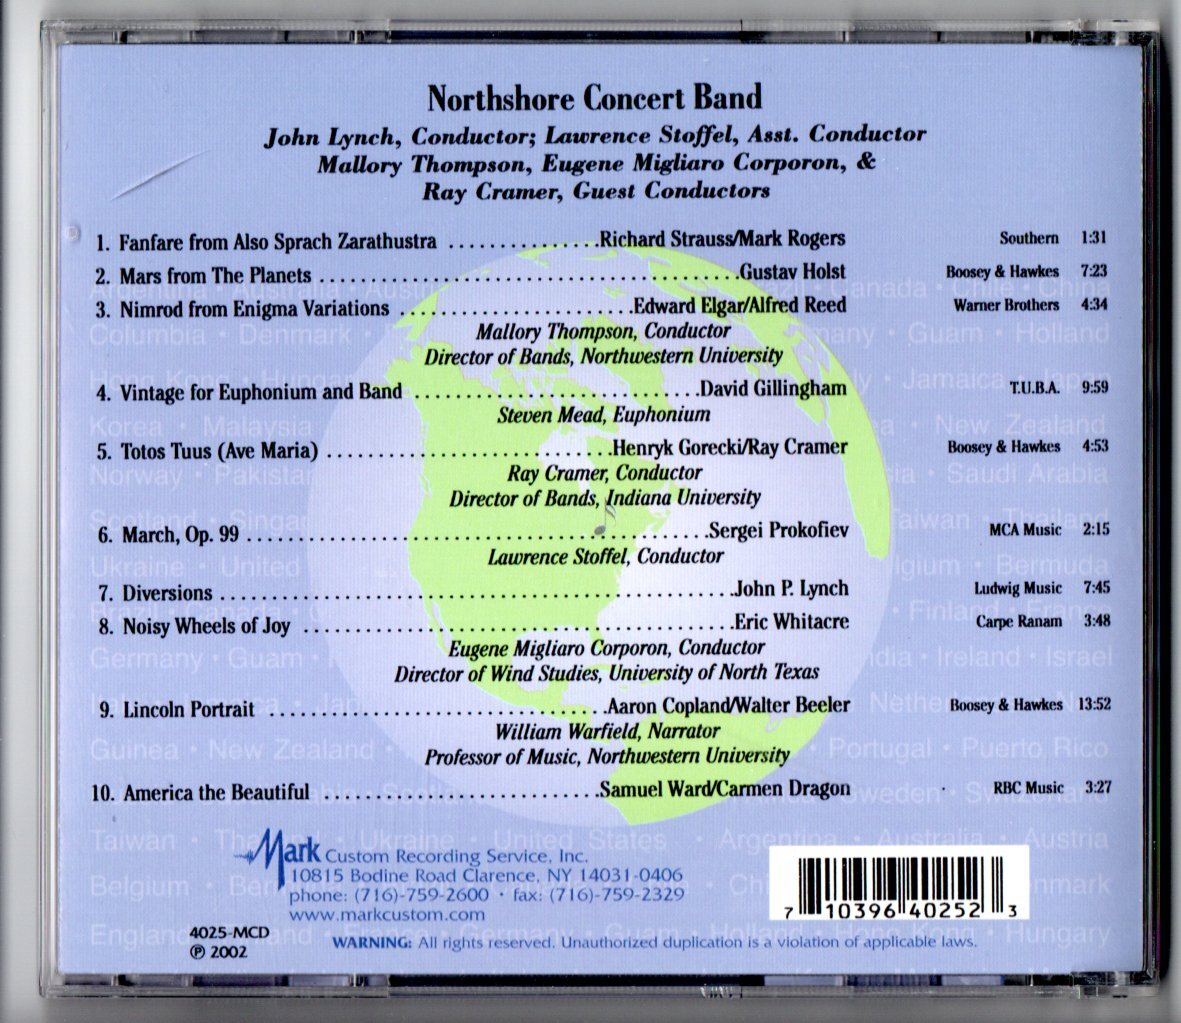 Northshore Concert Band
John Lynch, Conductor; Lawrence Stoffel, Asst. Conductor
Mallory Thompson, Eugene Migliaro Corporon, &
Ray Cramer, Guest Conductors
1. Fanfare from Also Sprach Zarathustra .............. Richard Strauss/Mark Rogers Southern 1:31
2. Mars from The Planets .............. Gustav Holst Boosey & Hawkes 7:23
3. Nimrod from Enigma Variations .............. Edward Elgar/Alfred Reed Warner Brothers 4:34
Mallory Thompson, Conductor
Director of Bands, Northwestern University
4. Vintage for Euphonium and Band .............. David Gillingham T.U.B.A. 9:59
Steven Mead, Euphonium
5. Totos Tuus (Ave Maria) .............. Henryk Gorecki/Ray Cramer Boosey & Hawkes 4:53
Ray Cramer, Conductor
Director of Bands, Indiana University
6. March, Op. 99 .............. Sergei Prokofiev MCA Music 2:15
Lawrence Stoffel, Conductor
7. Diversions .............. John P. Lynch Ludwig Music 7:45
8. Noisy Wheels of Joy .............. Eric Whitacre Carpe Ranam 3:48
Eugene Migliaro Corporon, Conductor
Director of Wind Studies, University of North Texas
9. Lincoln Portrait .............. Aaron Copland/Walter Beeler Boosey & Hawkes 13:52
William Warfield, Narrator
Professor of Music, Northwestern University
10. America the Beautiful .............. Samuel Ward/Carmen Dragon RBC Music 3:27
Mark Custom Recording Service, Inc.
10815 Bodine Road Clarence, NY 14031-0406
phone: (716)-759-2600 · fax: (716)-759-2329
www.markcustom.com
7 10396 40252 3
4025-MCD
℗ 2002
WARNING: All rights reserved. Unauthorized duplication is a violation of applicable laws.